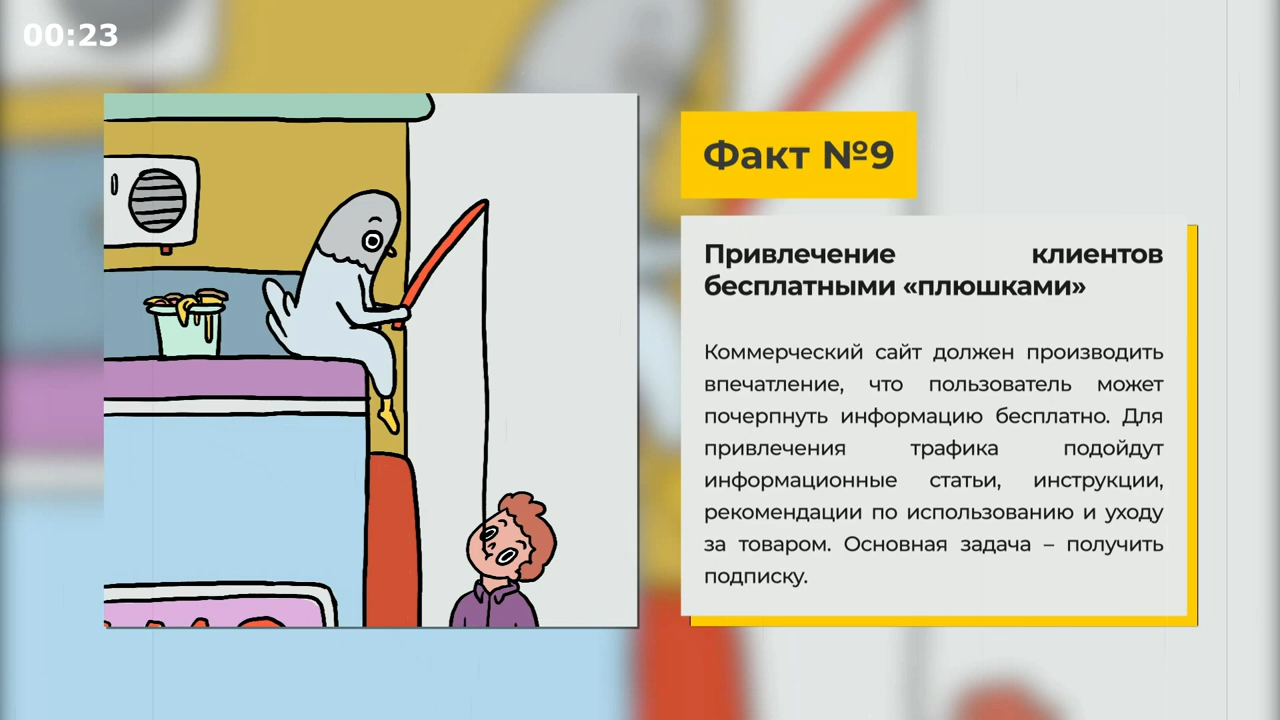 00:23
Факт №9
Привлечение клиентов
бесплатными «плюшками»
Коммерческий сайт должен производить
впечатление, что пользователь может
почерпнуть информацию бесплатно. Для
привлечения трафика подойдут
информационные статьи, инструкции,
рекомендации по использованию и уходу
за товаром. Основная задача – получить
подписку.